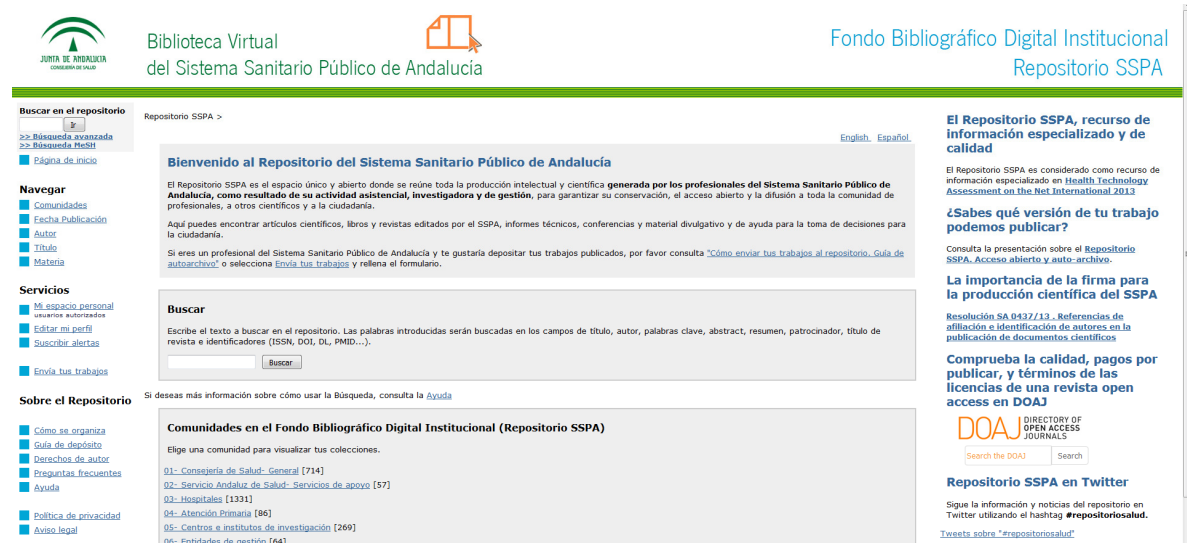 JUNTA DE ANDALUCIA
CONSEJERÍA DE SALUD
Biblioteca Virtual
del Sistema Sanitario Público de Andalucía
Fondo Bibliográfico Digital Institucional
Repositorio SSPA
Buscar en el repositorio
Ir
>> Búsqueda avanzada
>> Búsqueda MeSH
Página de inicio
Navegar
Comunidades
Fecha Publicación
Autor
Título
Materia
Servicios
Mi espacio personal
usuarios autorizados
Editar mi perfil
Suscribir alertas
Envía tus trabajos
Sobre el Repositorio
Cómo se organiza
Guía de depósito
Derechos de autor
Preguntas frecuentes
Ayuda
Política de privacidad
Aviso legal
Repositorio SSPA >
English Español
Bienvenido al Repositorio del Sistema Sanitario Público de Andalucía
El Repositorio SSPA es el espacio único y abierto donde se reúne toda la producción intelectual y científica generada por los profesionales del Sistema Sanitario Público de
Andalucía, como resultado de su actividad asistencial, investigadora y de gestión, para garantizar su conservación, el acceso abierto y la difusión a toda la comunidad de
profesionales, a otros científicos y a la ciudadanía.
Aquí puedes encontrar artículos científicos, libros y revistas editados por el SSPA, informes técnicos, conferencias y material divulgativo y de ayuda para la toma de decisiones para
la ciudadanía.
Si eres un profesional del Sistema Sanitario Público de Andalucía y te gustaría depositar tus trabajos publicados, por favor consulta "Cómo enviar tus trabajos al repositorio. Guía de
autoarchivo" o selecciona Envía tus trabajos y rellena el formulario.
Buscar
Escribe el texto a buscar en el repositorio. Las palabras introducidas serán buscadas en los campos de título, autor, palabras clave, abstract, resumen, patrocinador, título de
revista e identificadores (ISSN, DOI, DL, PMID...).
Buscar
Si deseas más información sobre cómo usar la Búsqueda, consulta la Ayuda
Comunidades en el Fondo Bibliográfico Digital Institucional (Repositorio SSPA)
Elige una comunidad para visualizar tus colecciones.
01- Consejería de Salud- General [714]
02- Servicio Andaluz de Salud- Servicios de apoyo [57]
03- Hospitales [1331]
04- Atención Primaria [86]
05- Centros e institutos de investigación [269]
06- Entidades de gestión [64]
El Repositorio SSPA, recurso de
información especializado y de
calidad
El Repositorio SSPA es considerado como recurso de
información especializado en Health Technology
Assessment on the Net International 2013
¿Sabes qué versión de tu trabajo
podemos publicar?
Consulta la presentación sobre el Repositorio
SSPA. Acceso abierto y auto-archivo.
La importancia de la firma para
la producción científica del SSPA
Resolución SA 0437/13 . Referencias de
afiliación e identificación de autores en la
publicación de documentos científicos
Comprueba la calidad, pagos por
publicar, y términos de las
licencias de una revista open
access en DOAJ
DOAJ DIRECTORY OF
OPEN ACCESS
JOURNALS
Search the DOAJ Search
Repositorio SSPA en Twitter
Sigue la información y noticias del repositorio en
Twitter utilizando el hashtag #repositoriosalud.
Tweets sobre "#repositoriosalud"